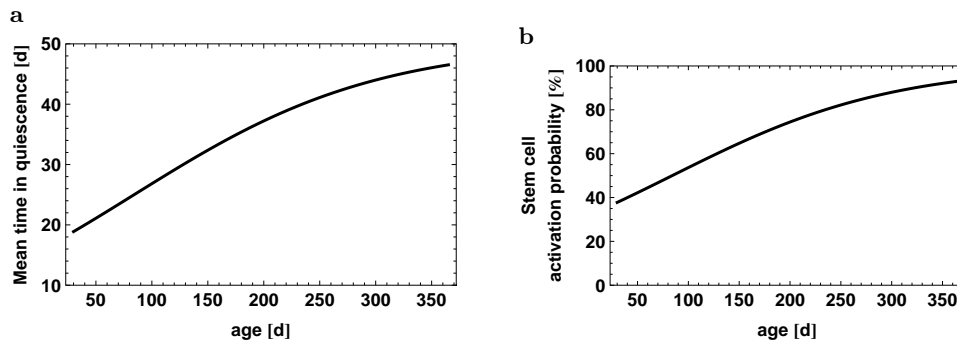 a
Mean time in quiescence [d]
50
40
30
20
10
50 100 150 200 250 300 350
age [d]
b
Stem cell
activation probability [%]
100
80
60
40
20
0
50 100 150 200 250 300 350
age [d]